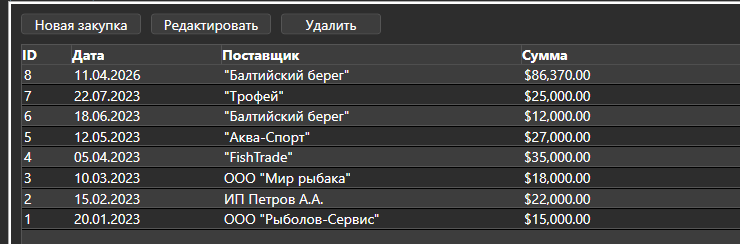 Новая закупка Редактировать Удалить
ID Дата Поставщик Сумма
8 11.04.2026 "Балтийский берег" $86,370.00
7 22.07.2023 "Трофей" $25,000.00
6 18.06.2023 "Балтийский берег" $12,000.00
5 12.05.2023 "Аква-Спорт" $27,000.00
4 05.04.2023 "FishTrade" $35,000.00
3 10.03.2023 ООО "Мир рыбака" $18,000.00
2 15.02.2023 ИП Петров А.А. $22,000.00
1 20.01.2023 ООО "Рыболов-Сервис" $15,000.00